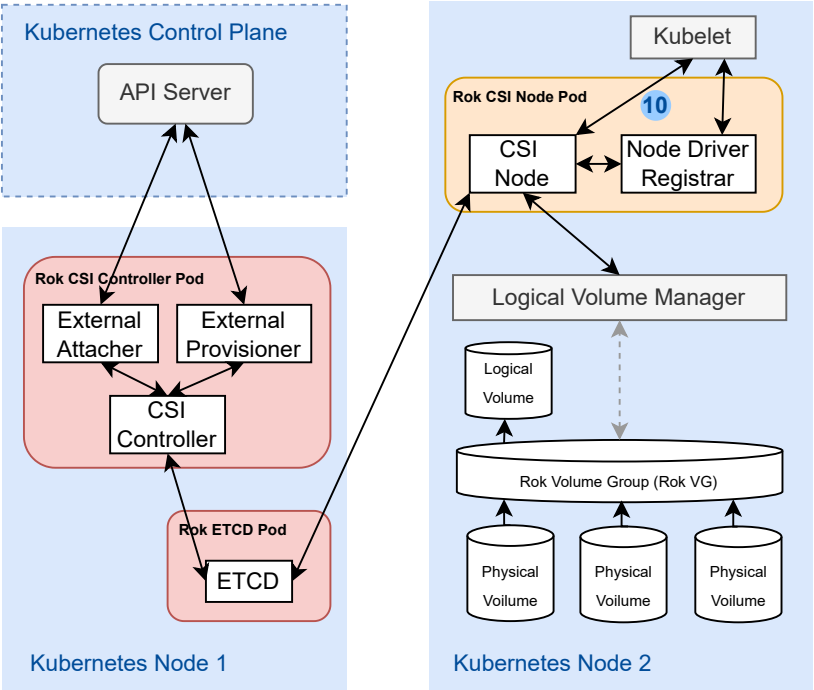 Kubernetes Control Plane
API Server
Rok CSI Controller Pod
External
Attacher
External
Provisioner
CSI
Controller
Rok ETCD Pod
ETCD
Kubernetes Node 1
Kubelet
Rok CSI Node Pod
10
CSI
Node
Node Driver
Registrar
Logical Volume Manager
Logical
Volume
Rok Volume Group (Rok VG)
Physical
Voilume
Physical
Voilume
Physical
Voilume
Kubernetes Node 2